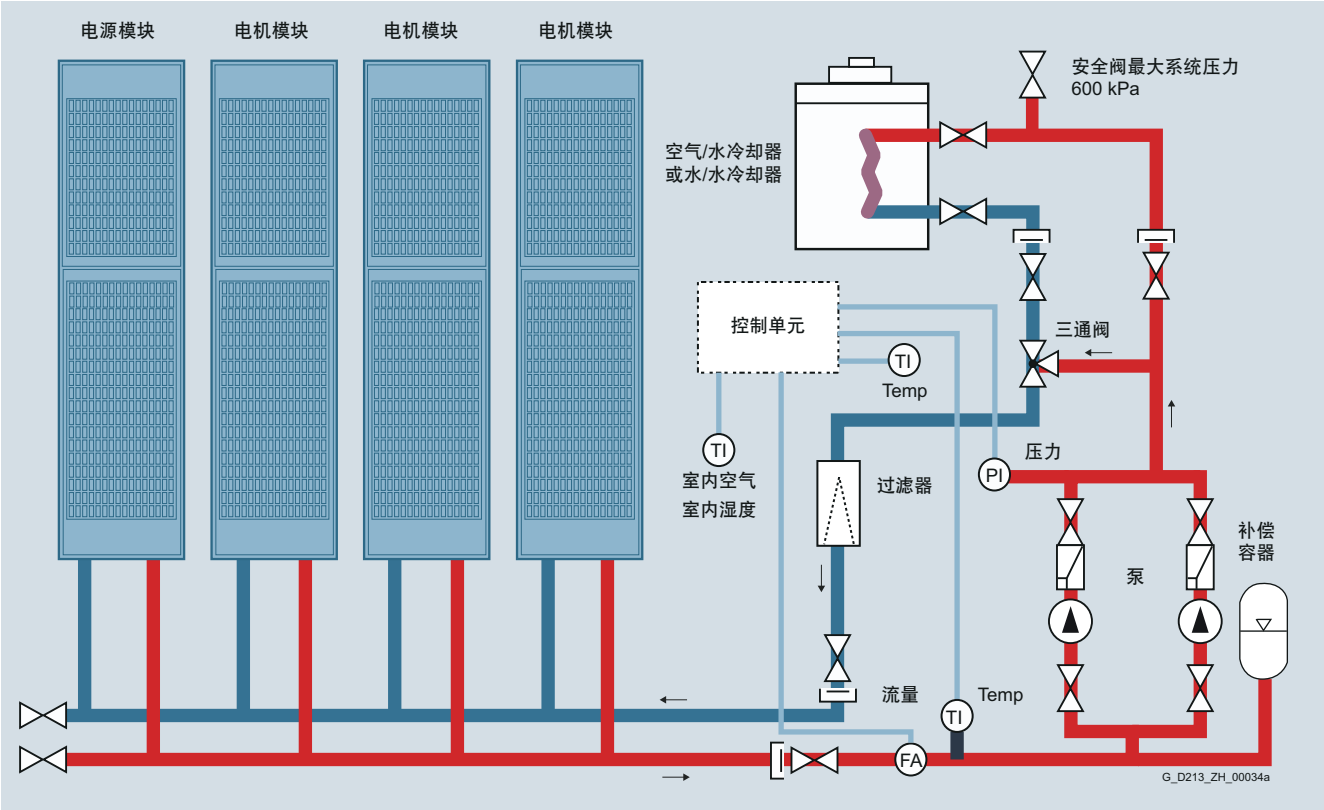 电源模块
电机模块
电机模块
电机模块
安全阀最大系统压力
600 kPa
空气/水冷却器
或水/水冷却器
控制单元
三通阀
TI
Temp
TI
室内空气
室内湿度
压力
PI
过滤器
补偿
容器
泵
流量
Temp
TI
FA
G_D213_ZH_00034a